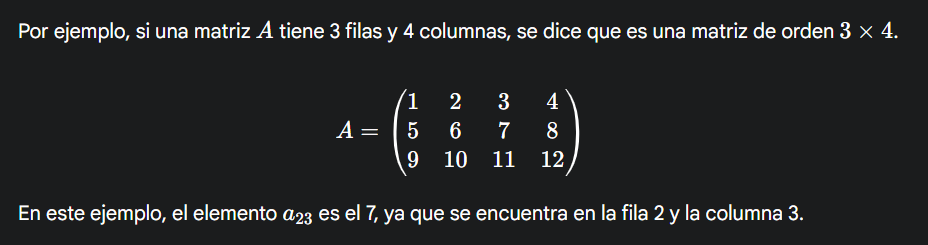 Por ejemplo, si una matriz A tiene 3 filas y 4 columnas, se dice que es una matriz de orden 3 × 4.
1 2 3 4
A = 5 6 7 8
9 10 11 12
En este ejemplo, el elemento a₂₃ es el 7, ya que se encuentra en la fila 2 y la columna 3.